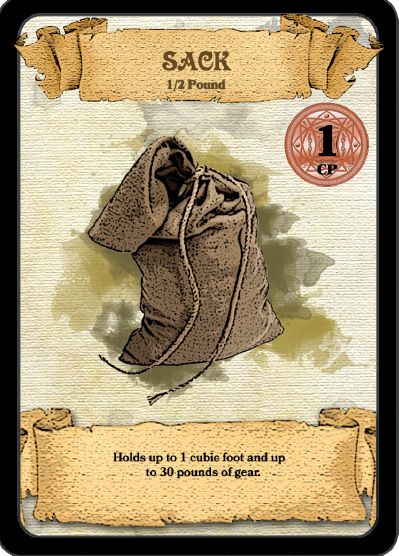 SACK
1/2 Pound
1
CP
Holds up to 1 cubic foot and up
to 30 pounds of gear.